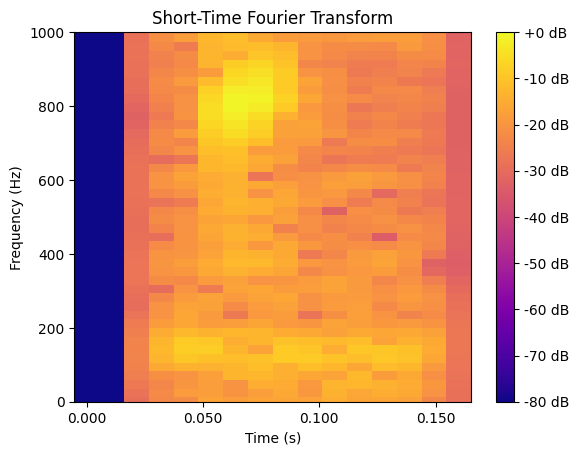 Short-Time Fourier Transform
Frequency (Hz)
1000
800
600
400
200
0
0.000
0.050
0.100
0.150
Time (s)
+0 dB
-10 dB
-20 dB
-30 dB
-40 dB
-50 dB
-60 dB
-70 dB
-80 dB